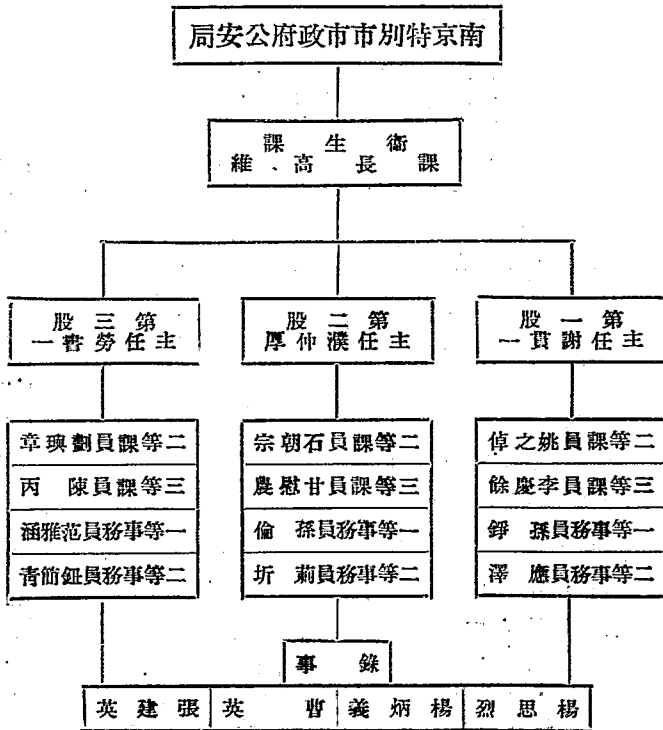 南京特別市市政府公安局
衛生課
課長高維
第一股
主任謝貫一
第二股
主任濮仲厚
第三股
主任勞書一
二等課員姚之倬
三等課員李慶餘
一等事務員孫錚
二等事務員應澤
二等課員石朝宗
三等課員甘慰農
一等事務員孫倫
二等事務員圻
二等課員劉璵章
三等課員陳丙
一等事務員范雅涵
二等事務員鈕簡青
錄事
楊思烈
楊炳義
曹英
張建英